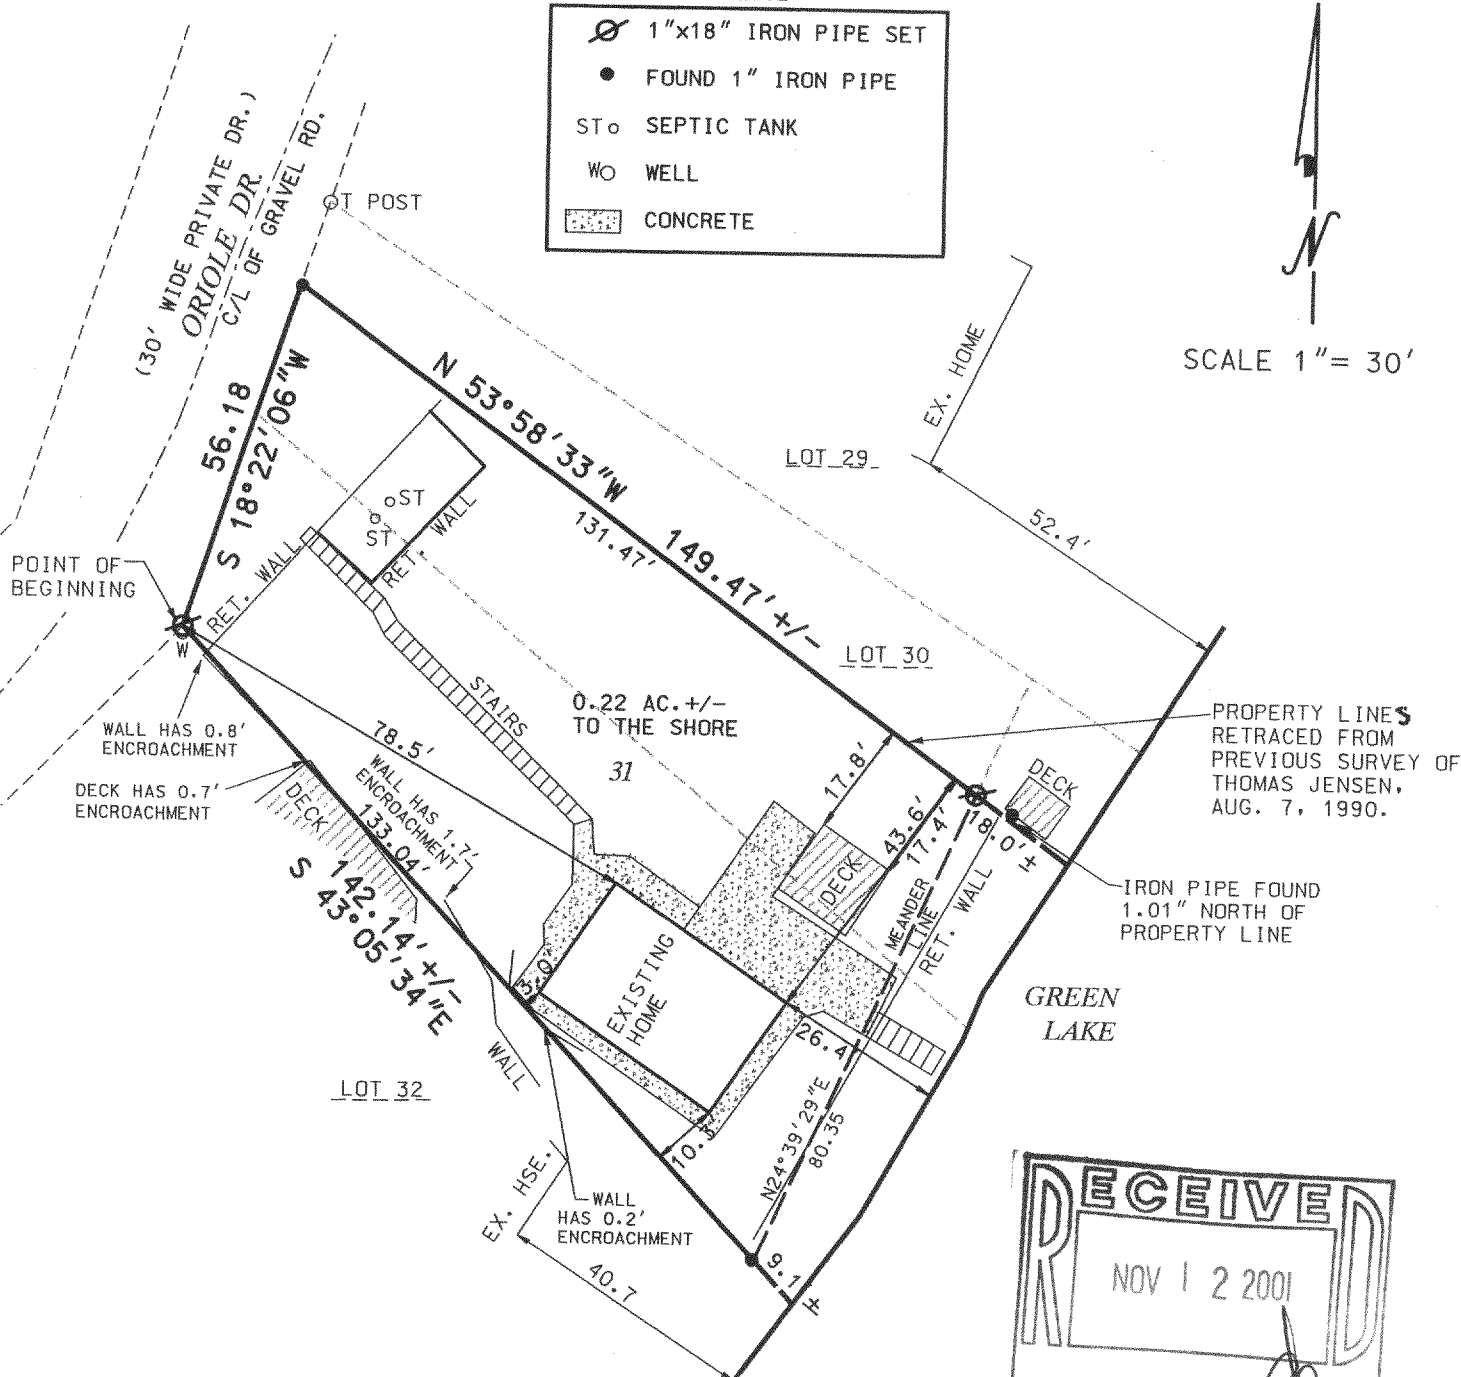 1"x18" IRON PIPE SET
FOUND 1" IRON PIPE
ST SEPTIC TANK
W WELL
CONCRETE
(30' WIDE PRIVATE DR.)
ORIOLE DR.
C/L OF GRAVEL RD.
T POST
N
SCALE 1"= 30'
56.18
S 18°22'06"W
N 53°58'33"W 149.47'+/-
131.47'
EX. HOME
LOT 29
52.4'
ST
ST
RET. WALL
RET. WALL
POINT OF
BEGINNING
W
WALL HAS 0.8'
ENCROACHMENT
DECK HAS 0.7'
ENCROACHMENT
DECK
78.5'
STAIRS
WALL HAS 1.7'
ENCROACHMENT
133.04'
142.14'+/-
S 43°05'34"E
0.22 AC.+/-
TO THE SHORE
31
LOT 30
17.8'
43.6'
17.4'
DECK
DECK
18.0'±
PROPERTY LINES
RETRACED FROM
PREVIOUS SURVEY OF
THOMAS JENSEN,
AUG. 7, 1990.
IRON PIPE FOUND
1.01" NORTH OF
PROPERTY LINE
MEANDER
LINE
RET. WALL
GREEN
LAKE
3.0'
EXISTING
HOME
26.4
WALL
LOT 32
10.3'
N24°39'29"E
80.35
EX. HSE.
WALL
HAS 0.2'
ENCROACHMENT
40.7
9.1 ±
RECEIVED
NOV 12 2001